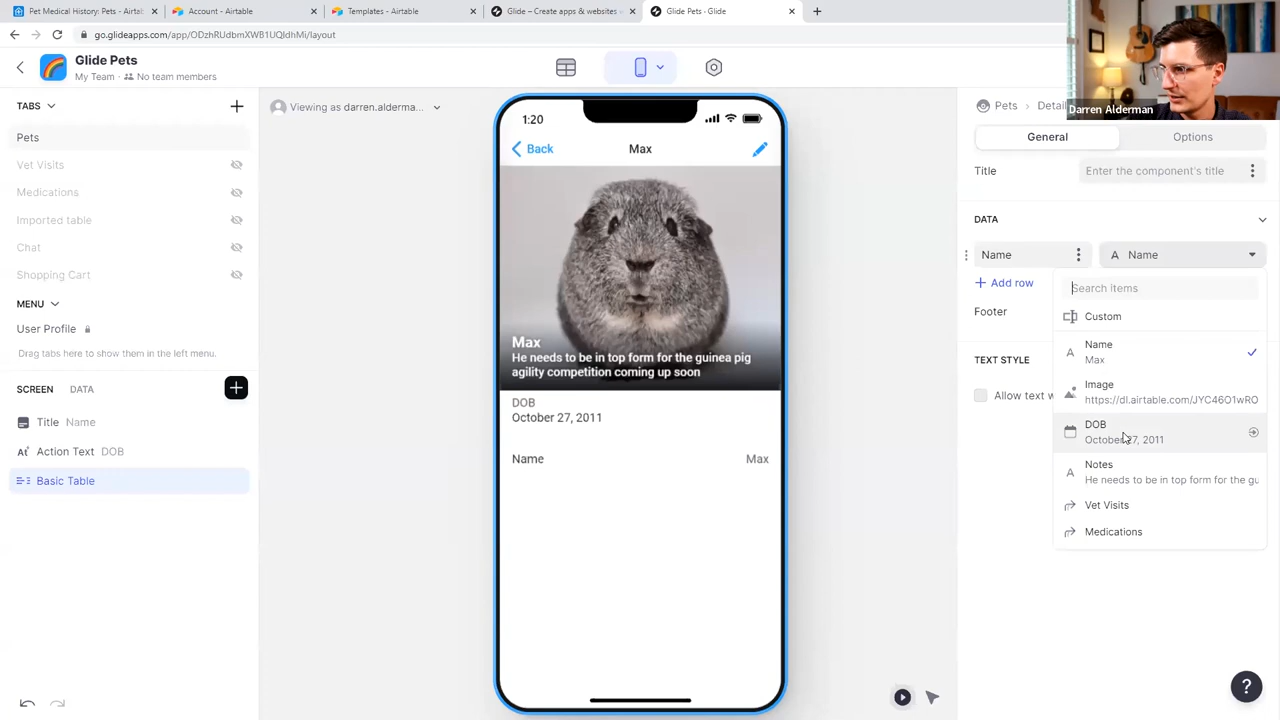 Pet Medical History: Pets - Airtal
Account - Airtable
Templates - Airtable
Glide – Create apps & websites w
Glide Pets · Glide
go.glideapps.com/app/ODzhRUdbmXWB1UQIdhMi/layout
Glide Pets
My Team · No team members
TABS
Pets
Vet Visits
Medications
Imported table
Chat
Shopping Cart
MENU
User Profile
Drag tabs here to show them in the left menu.
SCREEN DATA
Title Name
Action Text DOB
Basic Table
Viewing as darren.alderma...
1:20
Back Max
Max
He needs to be in top form for the guinea pig
agility competition coming up soon
DOB
October 27, 2011
Name Max
Darren Alderman
Pets Detai
General Options
Title Enter the component's title
DATA
Name A Name
Add row
Footer
TEXT STYLE
Allow text w
Search items
Custom
A Name
Max
Image
https://dl.airtable.com/JYC46O1wRO
DOB
October 27, 2011
A Notes
He needs to be in top form for the gu
Vet Visits
Medications
?